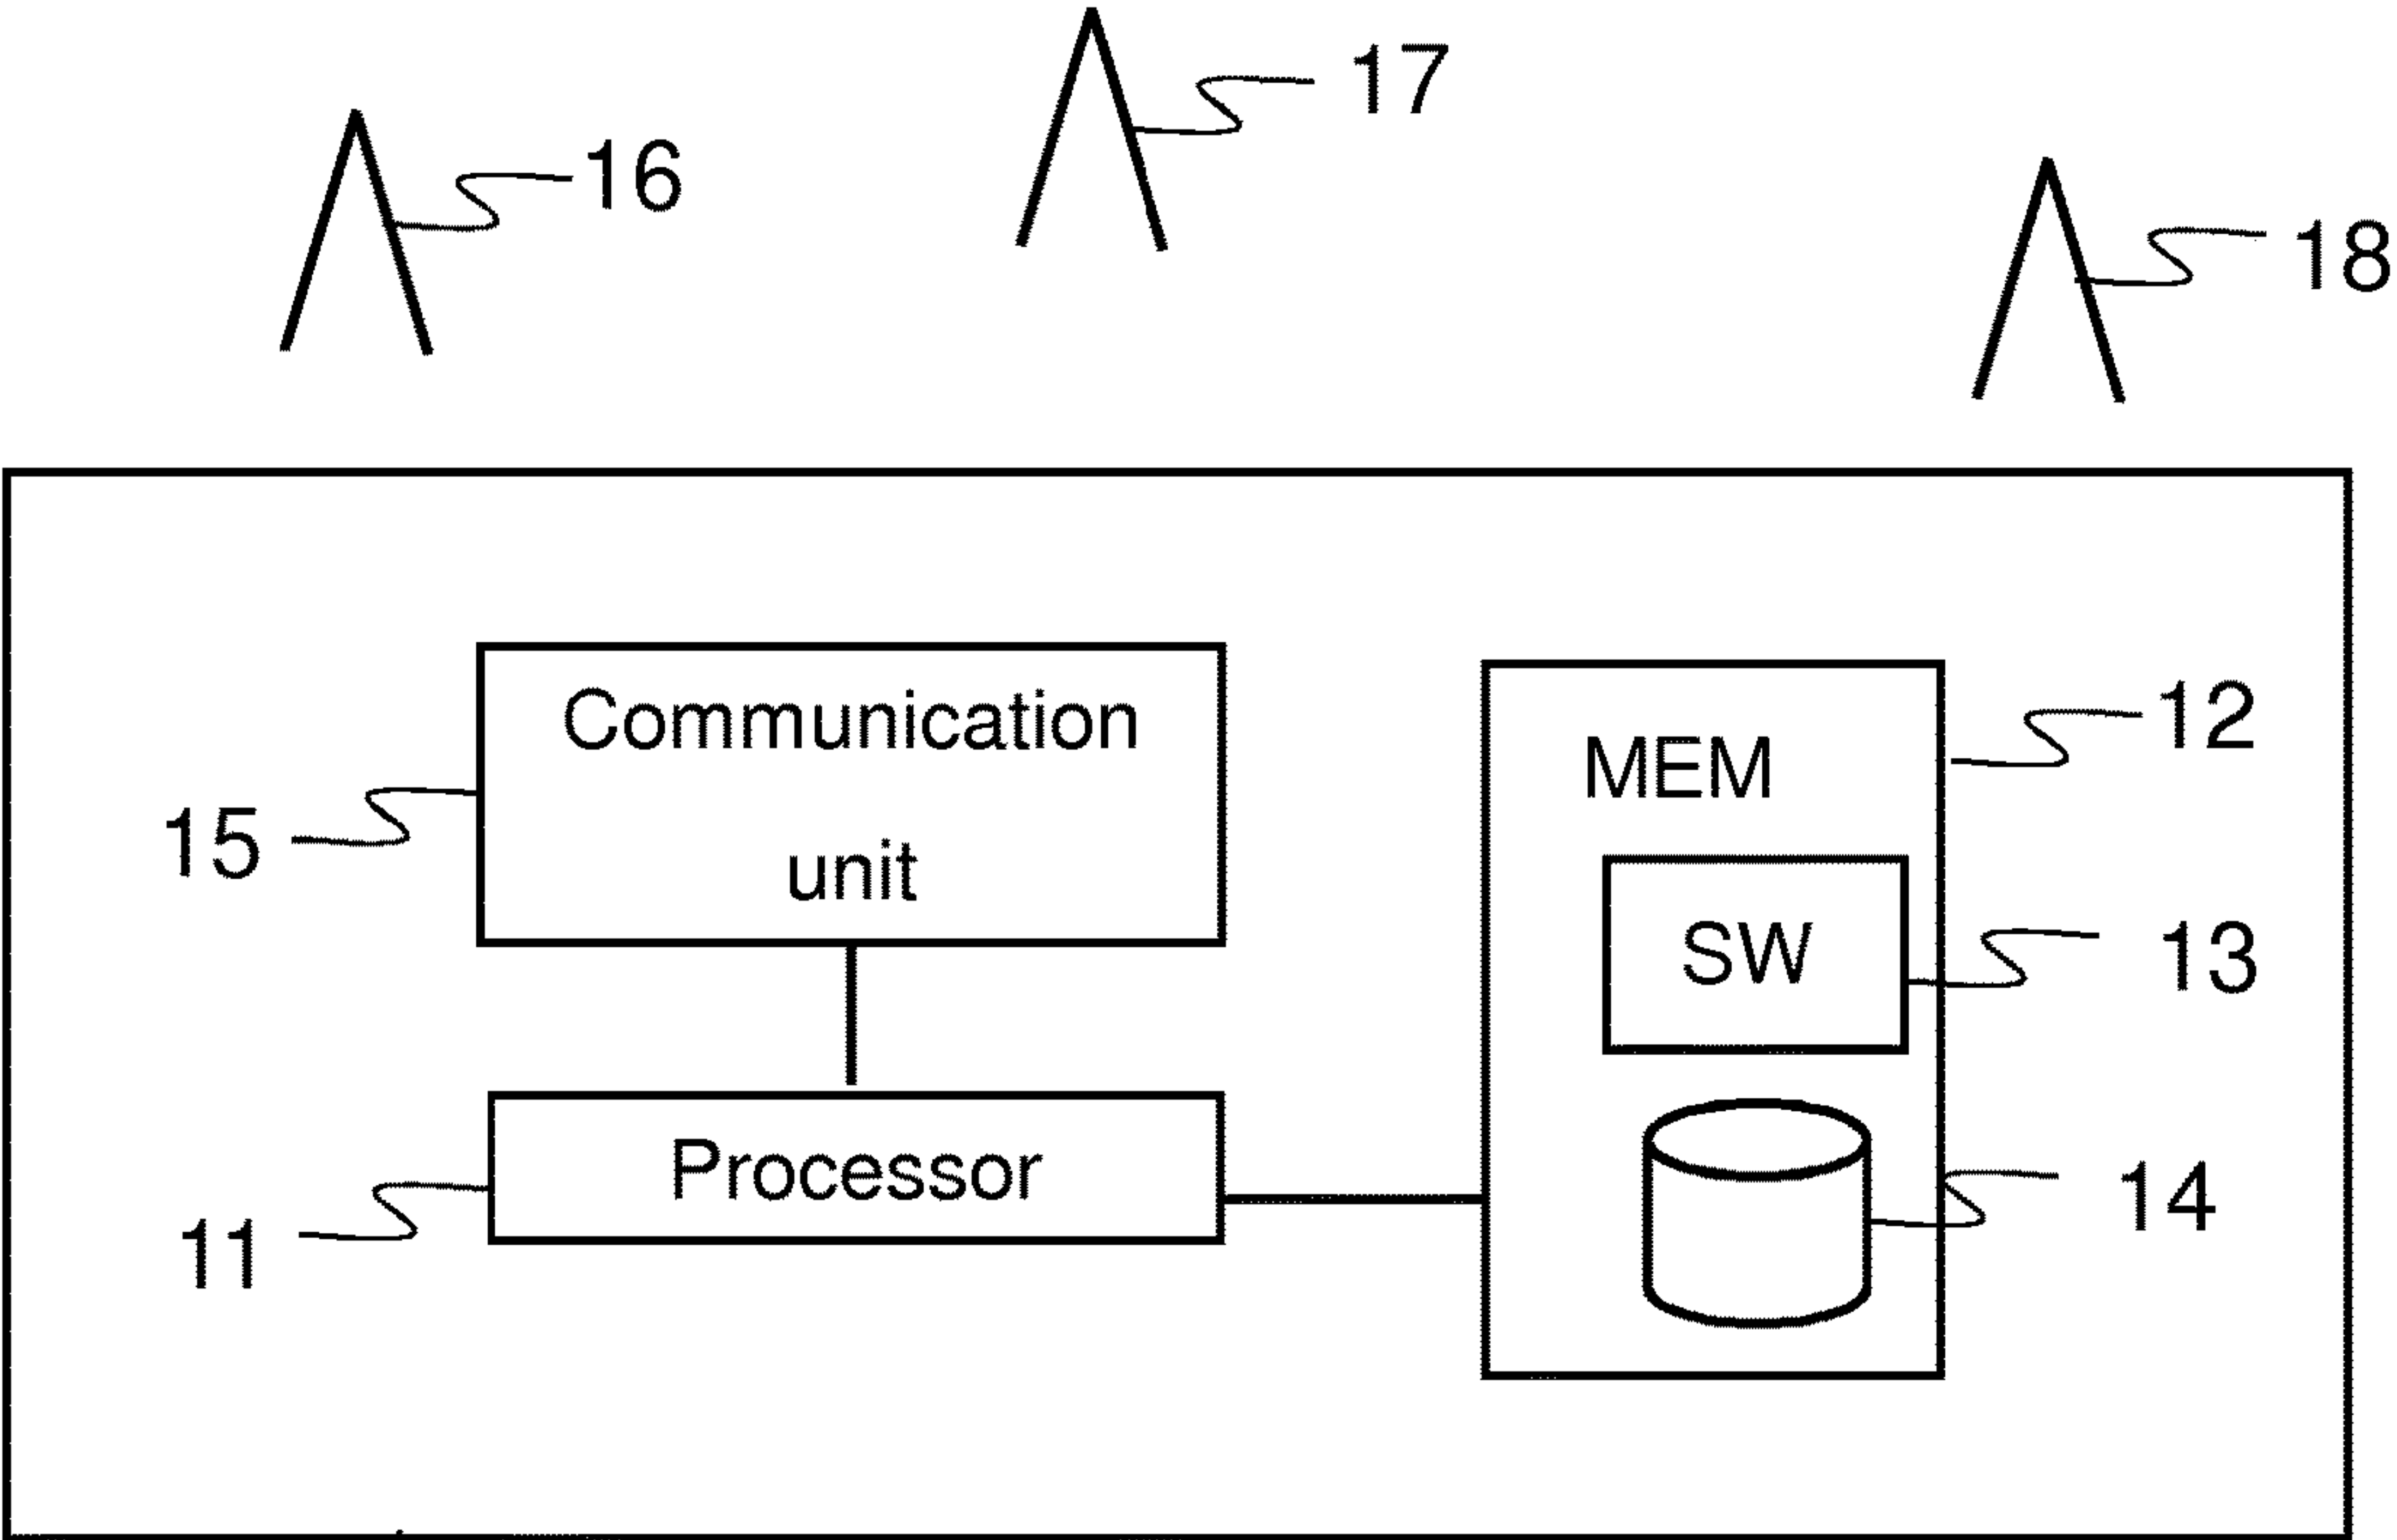 17
16
18
Communication
unit
15
MEM
12
SW
13
Processor
11
14